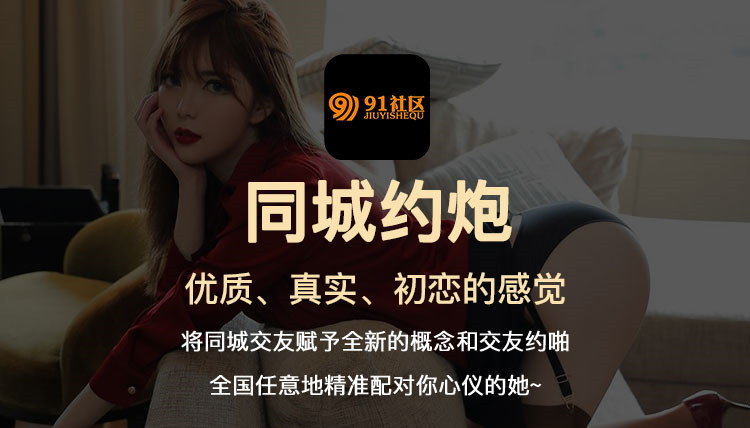 91社区
JIUYISHEQU
同城约炮
优质、真实、初恋的感觉
将同城交友赋予全新的概念和交友约啪
全国任意地精准配对你心仪的她~